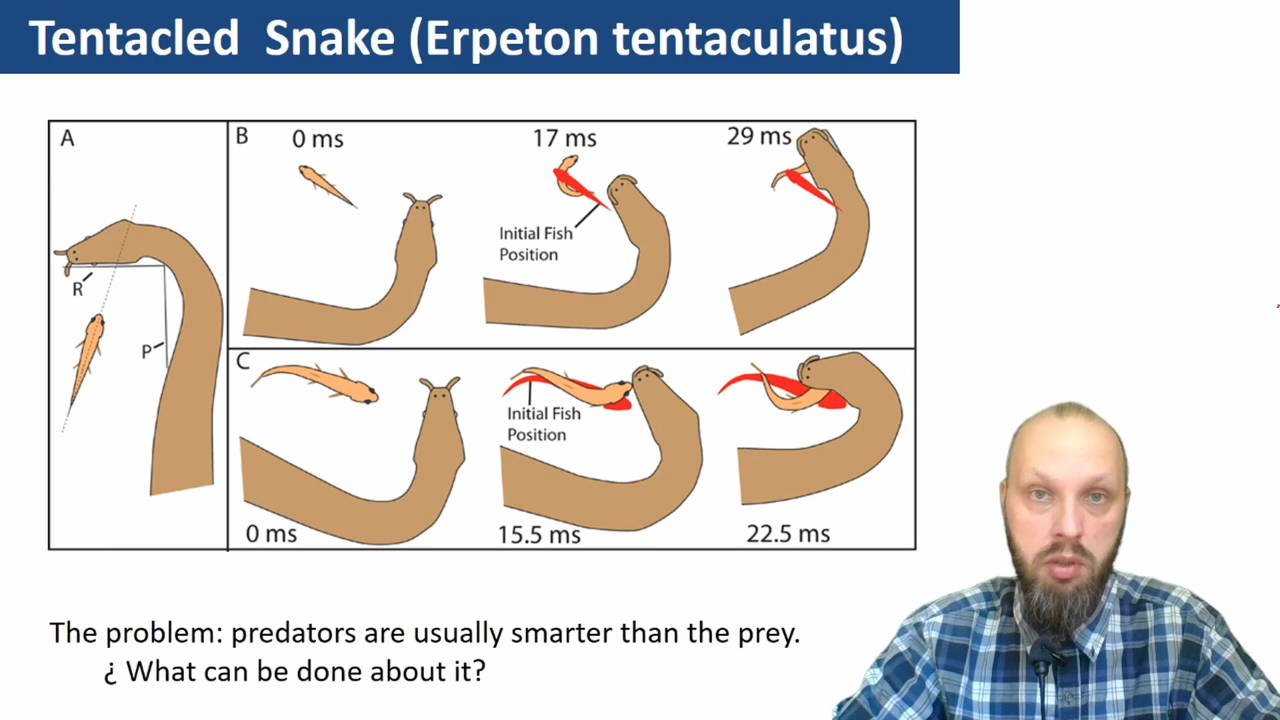 Tentacled Snake (Erpeton tentaculatus)
A
R
P
B
0 ms
17 ms
29 ms
Initial Fish
Position
C
Initial Fish
Position
0 ms
15.5 ms
22.5 ms
The problem: predators are usually smarter than the prey.
¿ What can be done about it?